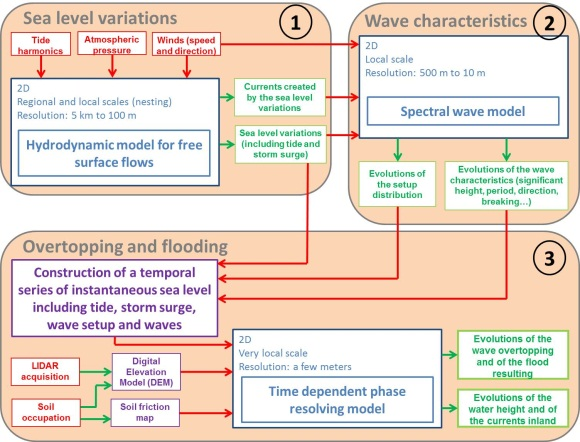 Sea level variations
1
Tide
harmonics
Atmospheric
pressure
Winds (speed
and direction)
2D
Regional and local scales (nesting)
Resolution: 5 km to 100 m
Hydrodynamic model for free
surface flows
Currents created
by the sea level
variations
Sea level variations
(including tide and
storm surge)
Wave characteristics
2
2D
Local scale
Resolution: 500 m to 10 m
Spectral wave model
Evolutions of
the setup
distribution
Evolutions of the wave
characteristics (significant
height, period, direction,
breaking...)
Overtopping and flooding
3
Construction of a temporal
series of instantaneous sea level
including tide, storm surge,
wave setup and waves
LIDAR
acquisition
Soil
occupation
Digital
Elevation
Model (DEM)
Soil friction
map
2D
Very local scale
Resolution: a few meters
Time dependent phase
resolving model
Evolutions of the
wave overtopping
and of the flood
resulting
Evolutions of the
water height and of
the currents inland